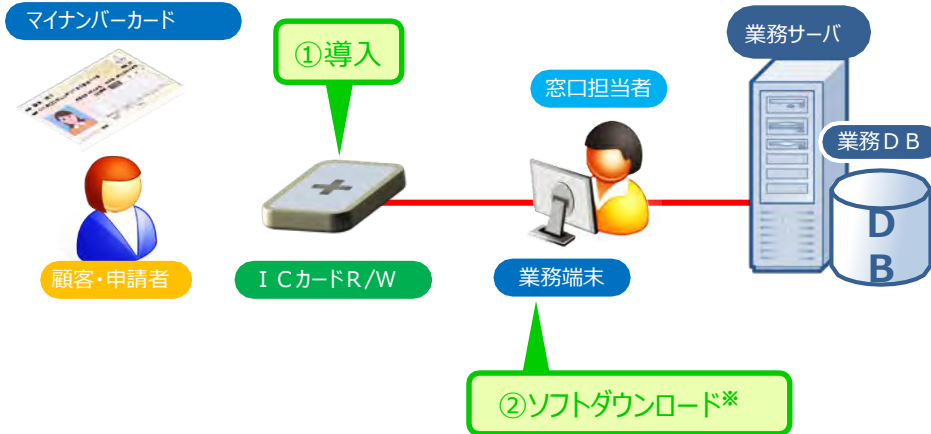 マイナンバーカード
①導入
業務サーバ
窓口担当者
業務ＤＢ
D
B
顧客・申請者
ＩＣカードＲ/Ｗ
業務端末
②ソフトダウンロード※